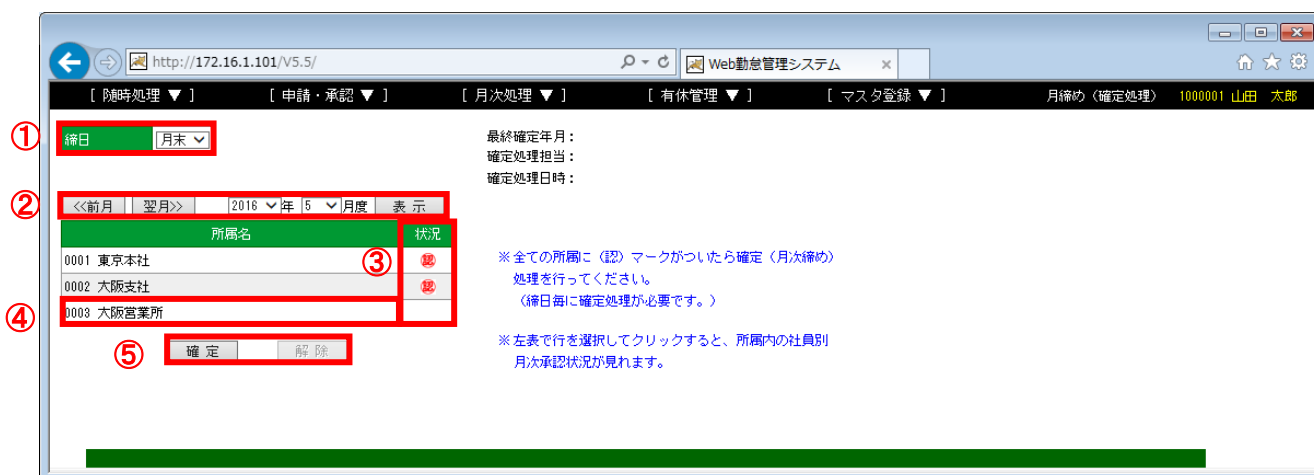 http://172.16.1.101/V5.5/ Web勤怠管理システム ×
[ 随時処理 ▼ ] [ 申請・承認 ▼ ] [ 月次処理 ▼ ] [ 有休管理 ▼ ] [ マスタ登録 ▼ ] 月締め（確定処理） 1000001 山田 太郎
① 締日 月末
最終確定年月：
確定処理担当：
確定処理日時：
② <<前月 翌月>> 2016 年 5 月度 表 示
所属名 状況
③
0001 東京本社 認
0002 大阪支社 認
④ 0003 大阪営業所
⑤ 確 定 解 除
※全ての所属に（認）マークがついたら確定（月次締め）
処理を行ってください。
（締日毎に確定処理が必要です。）
※左表で行を選択してクリックすると、所属内の社員別
月次承認状況が見れます。